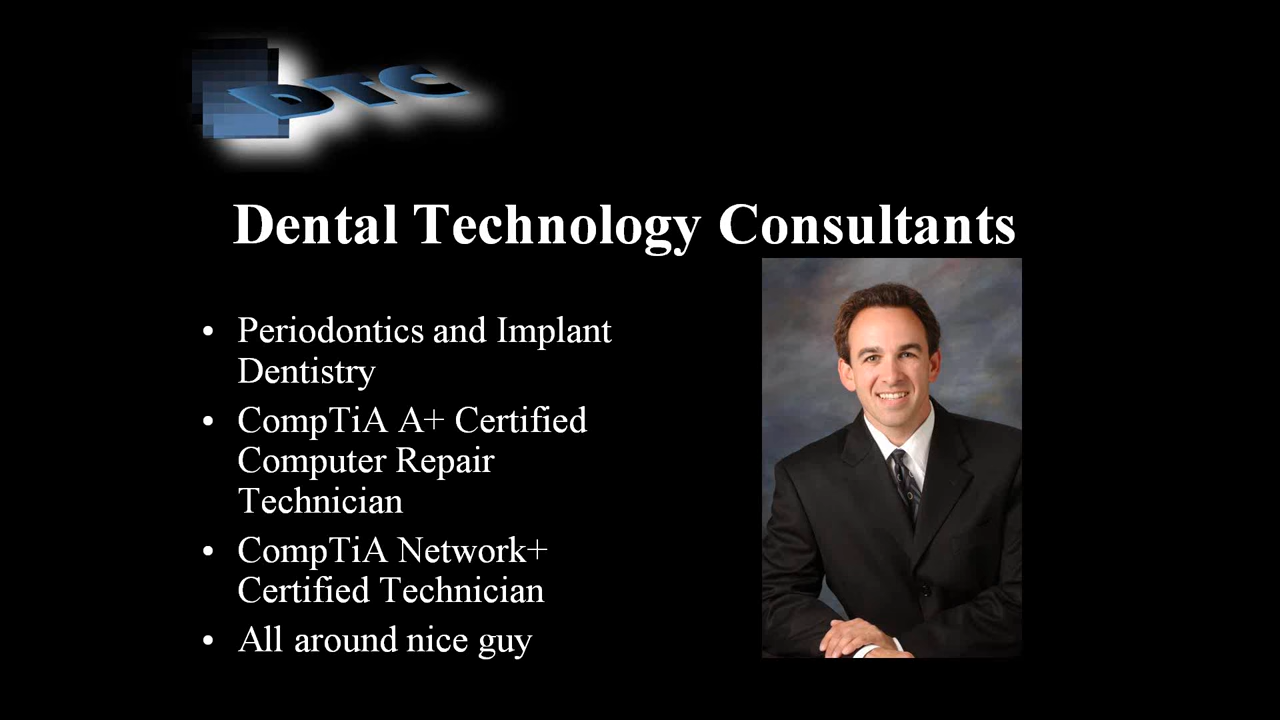 DTC
Dental Technology Consultants
• Periodontics and Implant
Dentistry
• CompTiA A+ Certified
Computer Repair
Technician
• CompTiA Network+
Certified Technician
• All around nice guy